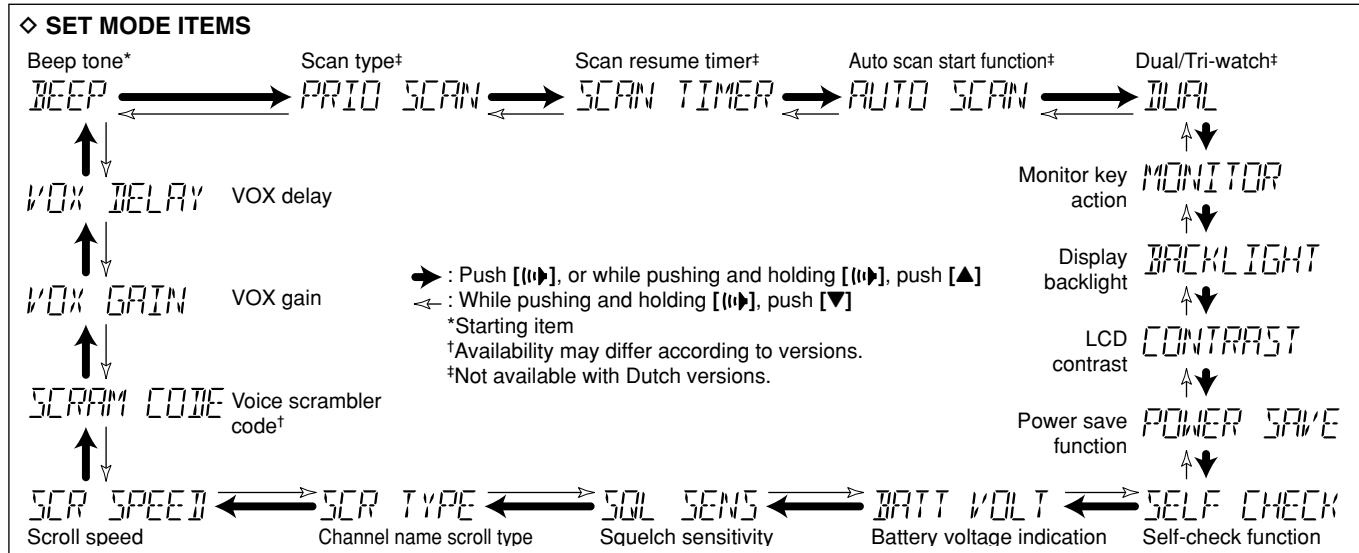 ◇ SET MODE ITEMS
Beep tone* Scan type‡ Scan resume timer‡ Auto scan start function‡ Dual/Tri-watch‡
BEEP PRIO SCAN SCAN TIMER AUTO SCAN DUAL
Monitor key action MONITOR
VOX DELAY VOX delay
Display backlight BACKLIGHT
: Push [ ], or while pushing and holding [ ], push [▲]
VOX GAIN VOX gain
: While pushing and holding [ ], push [▼]
*Starting item
†Availability may differ according to versions.
‡Not available with Dutch versions.
LCD contrast CONTRAST
SCRAM CODE Voice scrambler code†
Power save function POWER SAVE
SCR SPEED SCR TYPE SQL SENS BATT VOLT SELF CHECK
Scroll speed Channel name scroll type Squelch sensitivity Battery voltage indication Self-check function